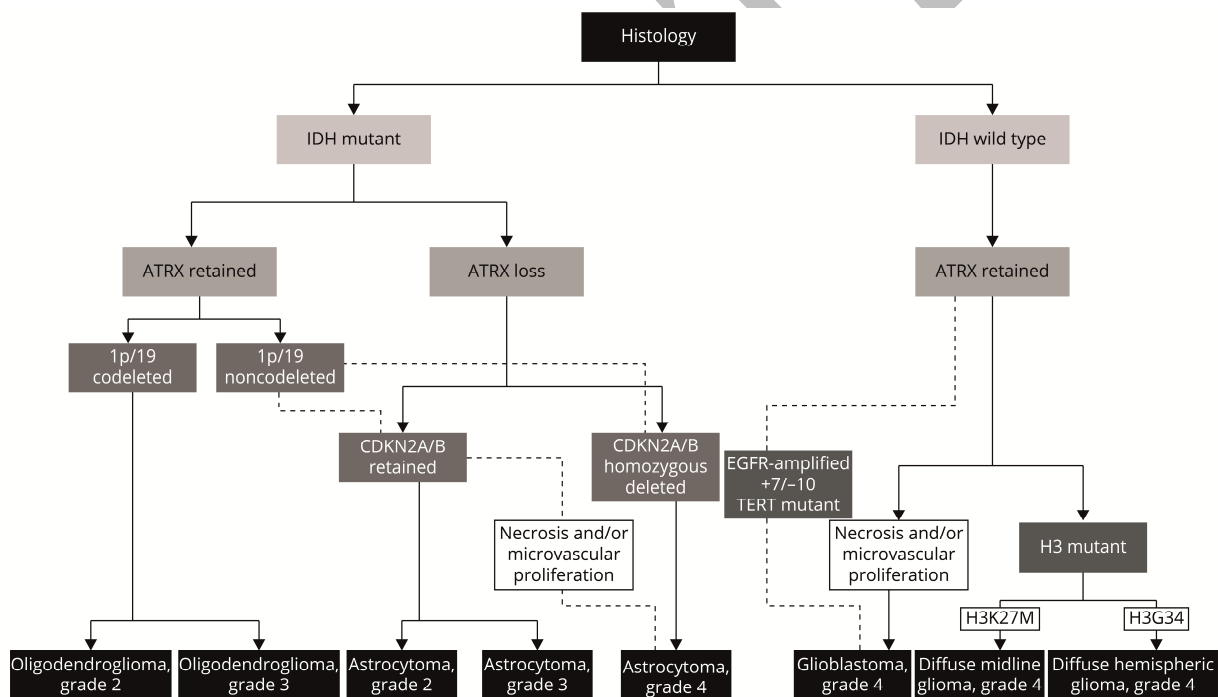 Histology
IDH mutant
IDH wild type
ATRX retained
ATRX loss
ATRX retained
1p/19
codeleted
1p/19
noncodeleted
CDKN2A/B
retained
CDKN2A/B
homozygous
deleted
EGFR-amplified
+7/–10
TERT mutant
Necrosis and/or
microvascular
proliferation
Necrosis and/or
microvascular
proliferation
H3 mutant
H3K27M
H3G34
Oligodendroglioma,
grade 2
Oligodendroglioma,
grade 3
Astrocytoma,
grade 2
Astrocytoma,
grade 3
Astrocytoma,
grade 4
Glioblastoma,
grade 4
Diffuse midline
glioma, grade 4
Diffuse hemispheric
glioma, grade 4